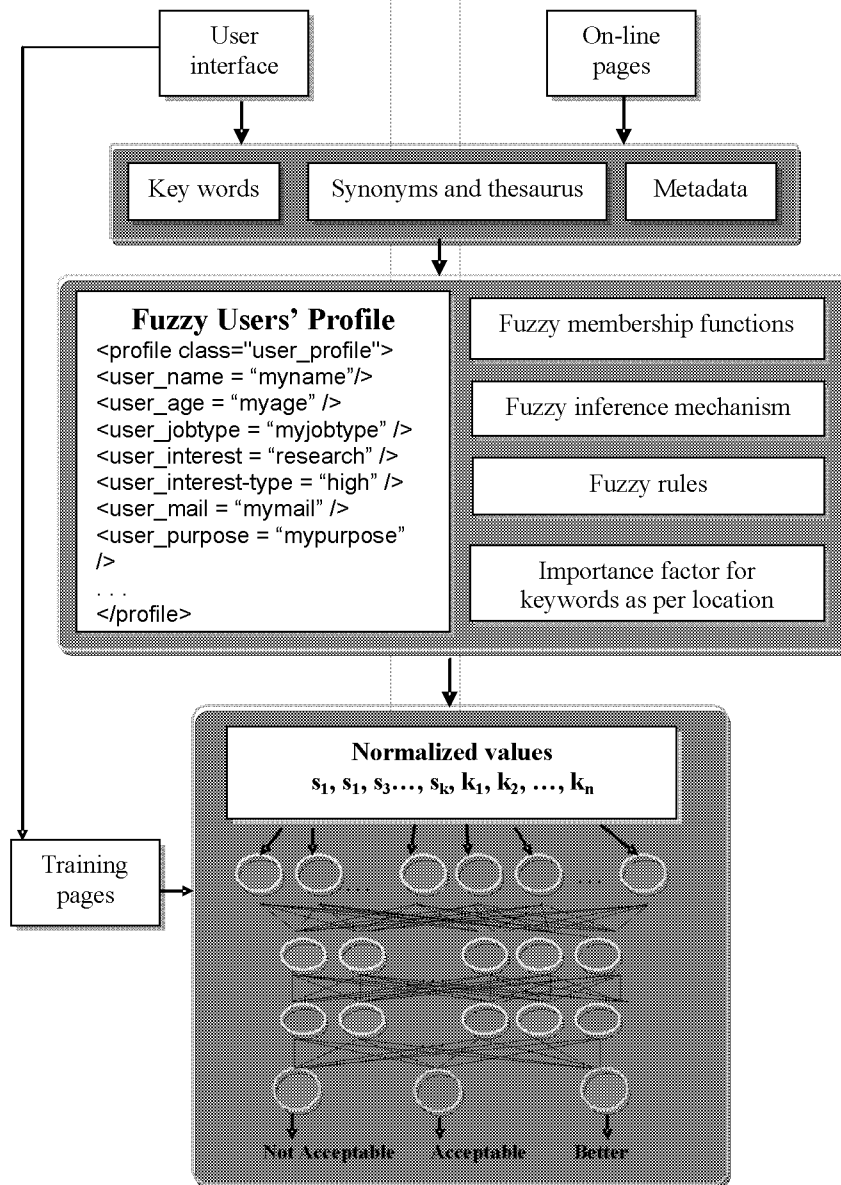 User
interface
On-line
pages
Key words
Synonyms and thesaurus
Metadata
Fuzzy Users’ Profile
<profile class="user_profile">
<user_name = “myname”/>
<user_age = “myage” />
<user_jobtype = “myjobtype” />
<user_interest = “research” />
<user_interest-type = “high” />
<user_mail = “mymail” />
<user_purpose = “mypurpose”
/>
. . .
</profile>
Fuzzy membership functions
Fuzzy inference mechanism
Fuzzy rules
Importance factor for
keywords as per location
Normalized values
s1, s1, s3…, sk, k1, k2, …, kn
Training
pages
. . .
. . .
Not Acceptable
Acceptable
Better